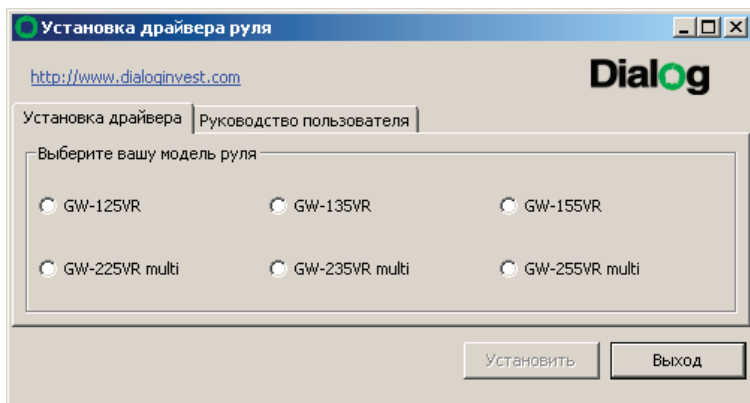 Установка драйвера руля
http://www.dialoginvest.com
Dialog
Установка драйвера
Руководство пользователя
Выберите вашу модель руля
GW-125VR
GW-135VR
GW-155VR
GW-225VR multi
GW-235VR multi
GW-255VR multi
Установить
Выход